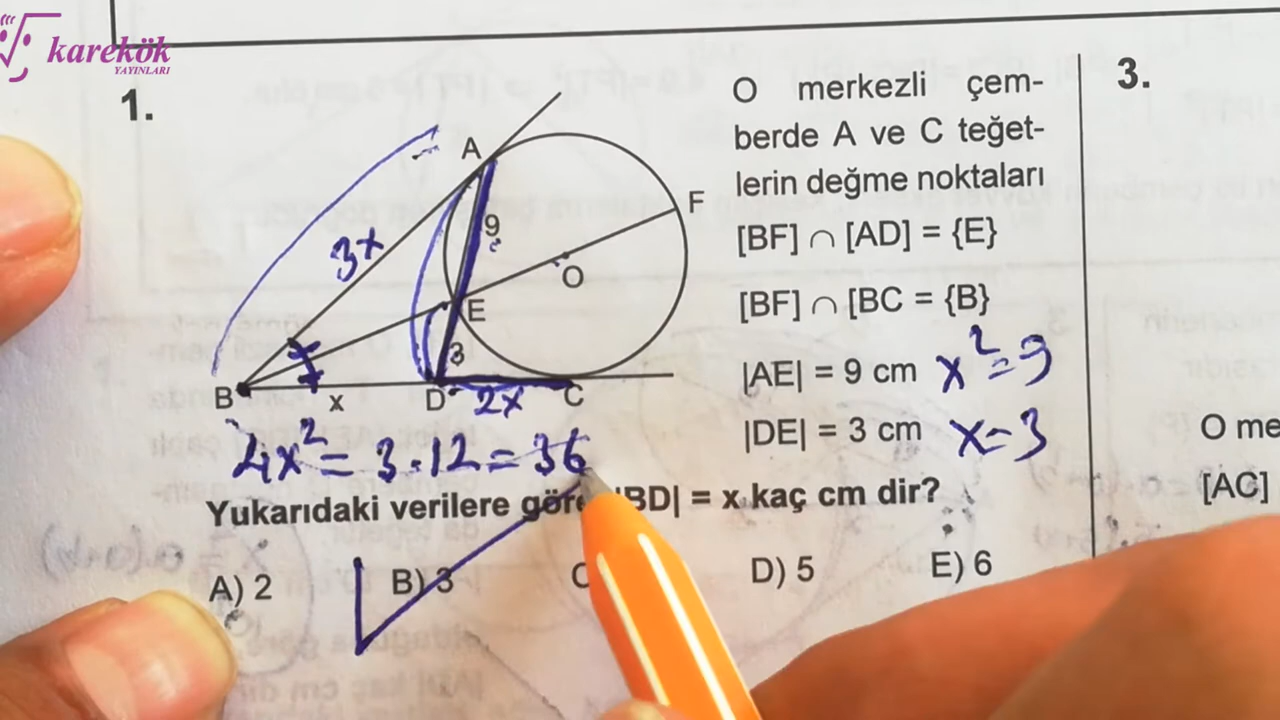 karekök
YAYINLARI
1.
A
F
9
O
E
3
B
x
D
C
3x
2x
4x² = 3.12 = 36
O merkezli çem-
berde A ve C teğet-
lerin değme noktaları
[BF] ∩ [AD] = {E}
[BF] ∩ [BC = {B}
|AE| = 9 cm
x² = 9
|DE| = 3 cm
x = 3
Yukarıdaki verilere göre |BD| = x kaç cm dir?
A) 2
B) 3
C
D) 5
E) 6
3.
O me
[AC]